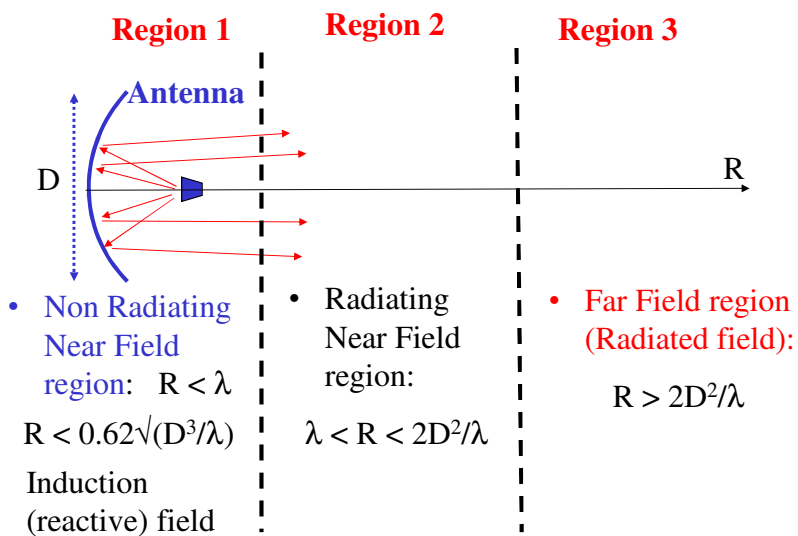 Region 1
Region 2
Region 3
Antenna
D
R
• Non Radiating
Near Field
region: R < λ
R < 0.62√(D³/λ)
Induction
(reactive) field
• Radiating
Near Field
region:
λ < R < 2D²/λ
• Far Field region
(Radiated field):
R > 2D²/λ